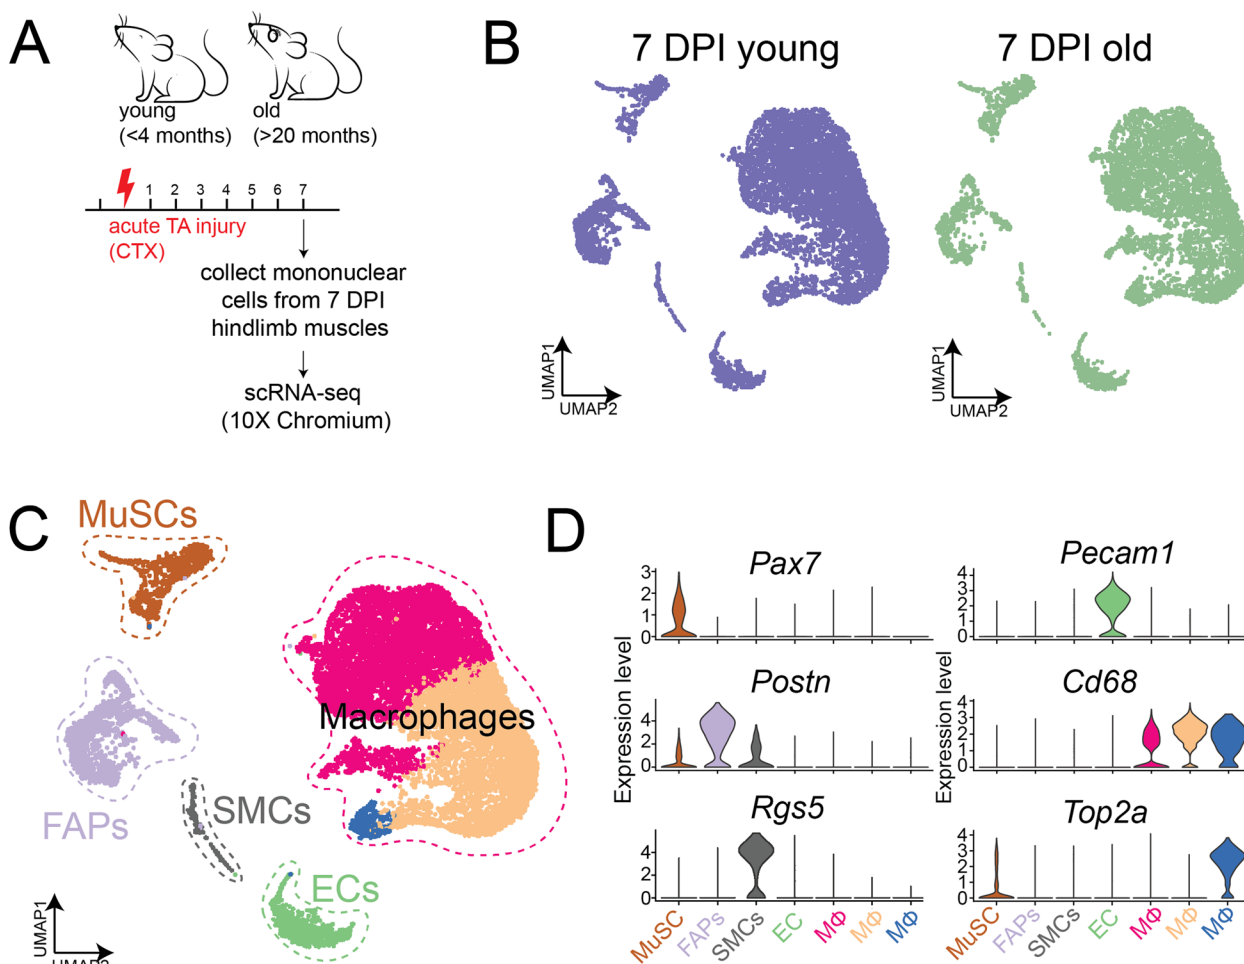 A
young
(<4 months)
old
(>20 months)
1 2 3 4 5 6 7
acute TA injury
(CTX)
collect mononuclear
cells from 7 DPI
hindlimb muscles
scRNA-seq
(10X Chromium)
B
7 DPI young
7 DPI old
UMAP1
UMAP2
UMAP1
UMAP2
C
MuSCs
Macrophages
FAPs
SMCs
ECs
UMAP1
UMAP2
D
Expression level
Pax7
3
2
1
0
Postn
4
2
0
Rgs5
4
2
0
MuSC FAPs SMCs EC MΦ MΦ MΦ
Expression level
Pecam1
4
3
2
1
0
Cd68
4
3
2
1
0
Top2a
4
3
2
1
0
MuSC FAPs SMCs EC MΦ MΦ MΦ